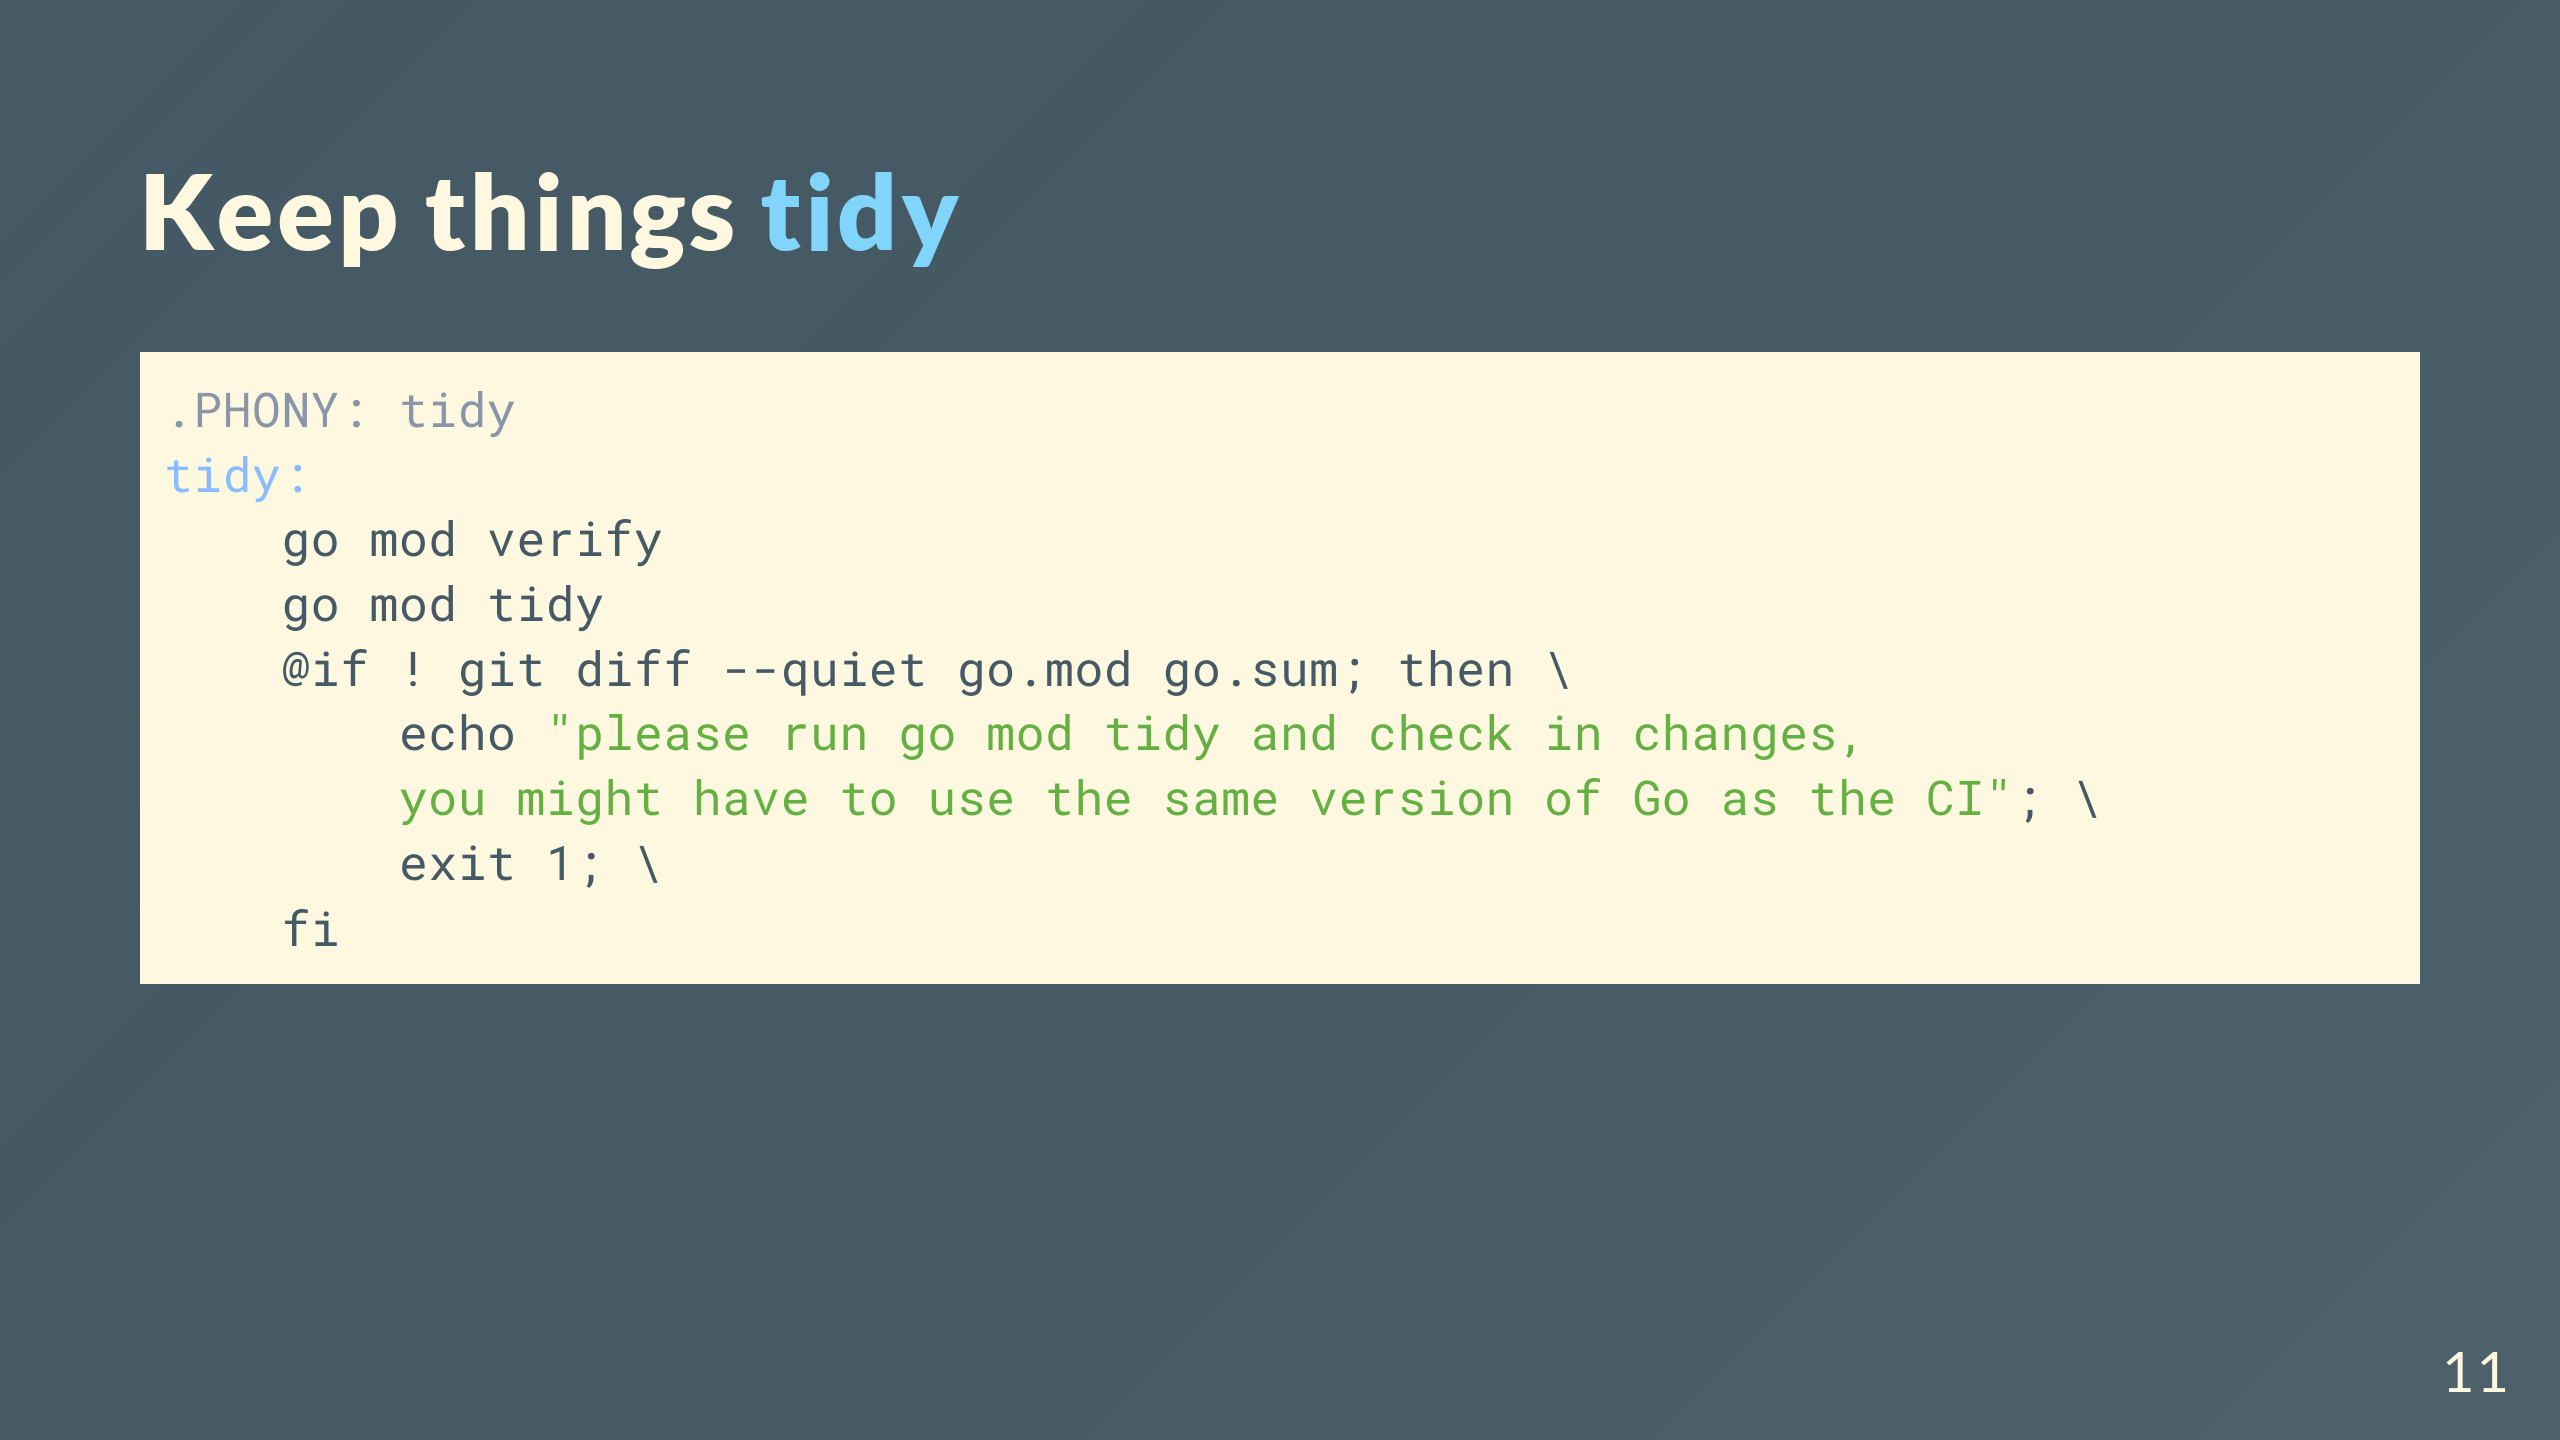 Keep things tidy
.PHONY: tidy
tidy:
    go mod verify
    go mod tidy
    @if ! git diff --quiet go.mod go.sum; then \
        echo "please run go mod tidy and check in changes,
        you might have to use the same version of Go as the CI"; \
        exit 1; \
    fi
11